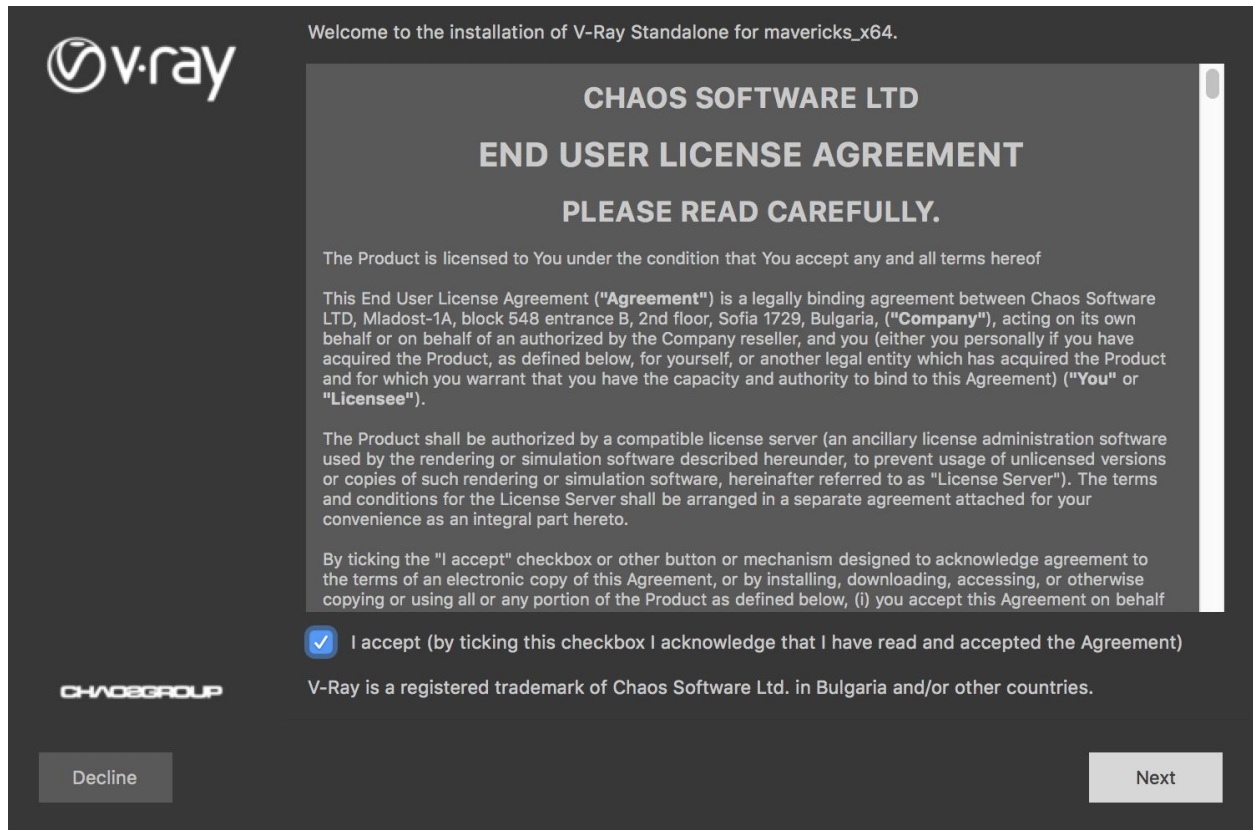 v·ray
Welcome to the installation of V-Ray Standalone for mavericks_x64.
CHAOS SOFTWARE LTD
END USER LICENSE AGREEMENT
PLEASE READ CAREFULLY.
The Product is licensed to You under the condition that You accept any and all terms hereof
This End User License Agreement ("Agreement") is a legally binding agreement between Chaos Software
LTD, Mladost-1A, block 548 entrance B, 2nd floor, Sofia 1729, Bulgaria, ("Company"), acting on its own
behalf or on behalf of an authorized by the Company reseller, and you (either you personally if you have
acquired the Product, as defined below, for yourself, or another legal entity which has acquired the Product
and for which you warrant that you have the capacity and authority to bind to this Agreement) ("You" or
"Licensee").
The Product shall be authorized by a compatible license server (an ancillary license administration software
used by the rendering or simulation software described hereunder, to prevent usage of unlicensed versions
or copies of such rendering or simulation software, hereinafter referred to as "License Server"). The terms
and conditions for the License Server shall be arranged in a separate agreement attached for your
convenience as an integral part hereto.
By ticking the "I accept" checkbox or other button or mechanism designed to acknowledge agreement to
the terms of an electronic copy of this Agreement, or by installing, downloading, accessing, or otherwise
copying or using all or any portion of the Product as defined below, (i) you accept this Agreement on behalf
I accept (by ticking this checkbox I acknowledge that I have read and accepted the Agreement)
CHAOSGROUP
V-Ray is a registered trademark of Chaos Software Ltd. in Bulgaria and/or other countries.
Decline
Next